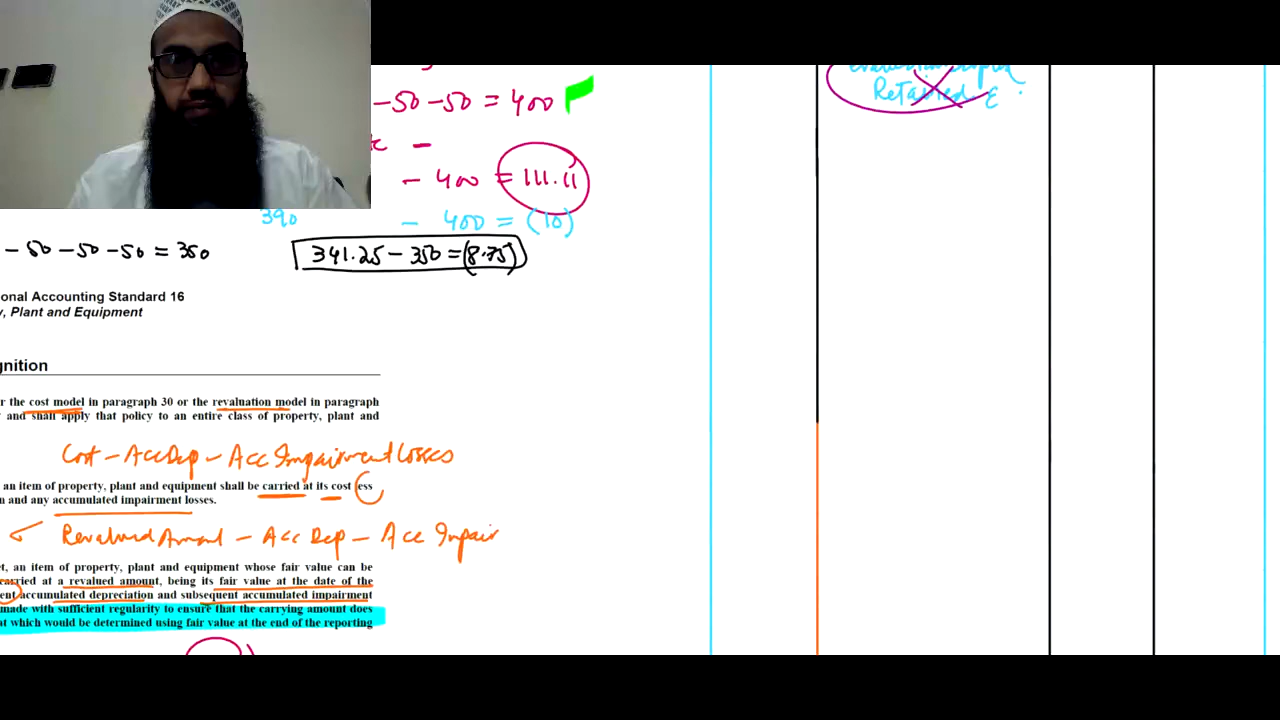 Retained E
-50 -50 = 400
-
- 400 = 111.11
390 - 400 = (10)
- 50 - 50 - 50 = 350
341.25 - 350 = (8.75)
onal Accounting Standard 16
y, Plant and Equipment
gnition
r the cost model in paragraph 30 or the revaluation model in paragraph
and shall apply that policy to an entire class of property, plant and
Cost - Acc Dep - Acc Impairment Losses
an item of property, plant and equipment shall be carried at its cost less
n and any accumulated impairment losses.
Revalued Amount - Acc Dep - Acc Impair
t, an item of property, plant and equipment whose fair value can be
arried at a revalued amount, being its fair value at the date of the
ent accumulated depreciation and subsequent accumulated impairment
made with sufficient regularity to ensure that the carrying amount does
at which would be determined using fair value at the end of the reporting